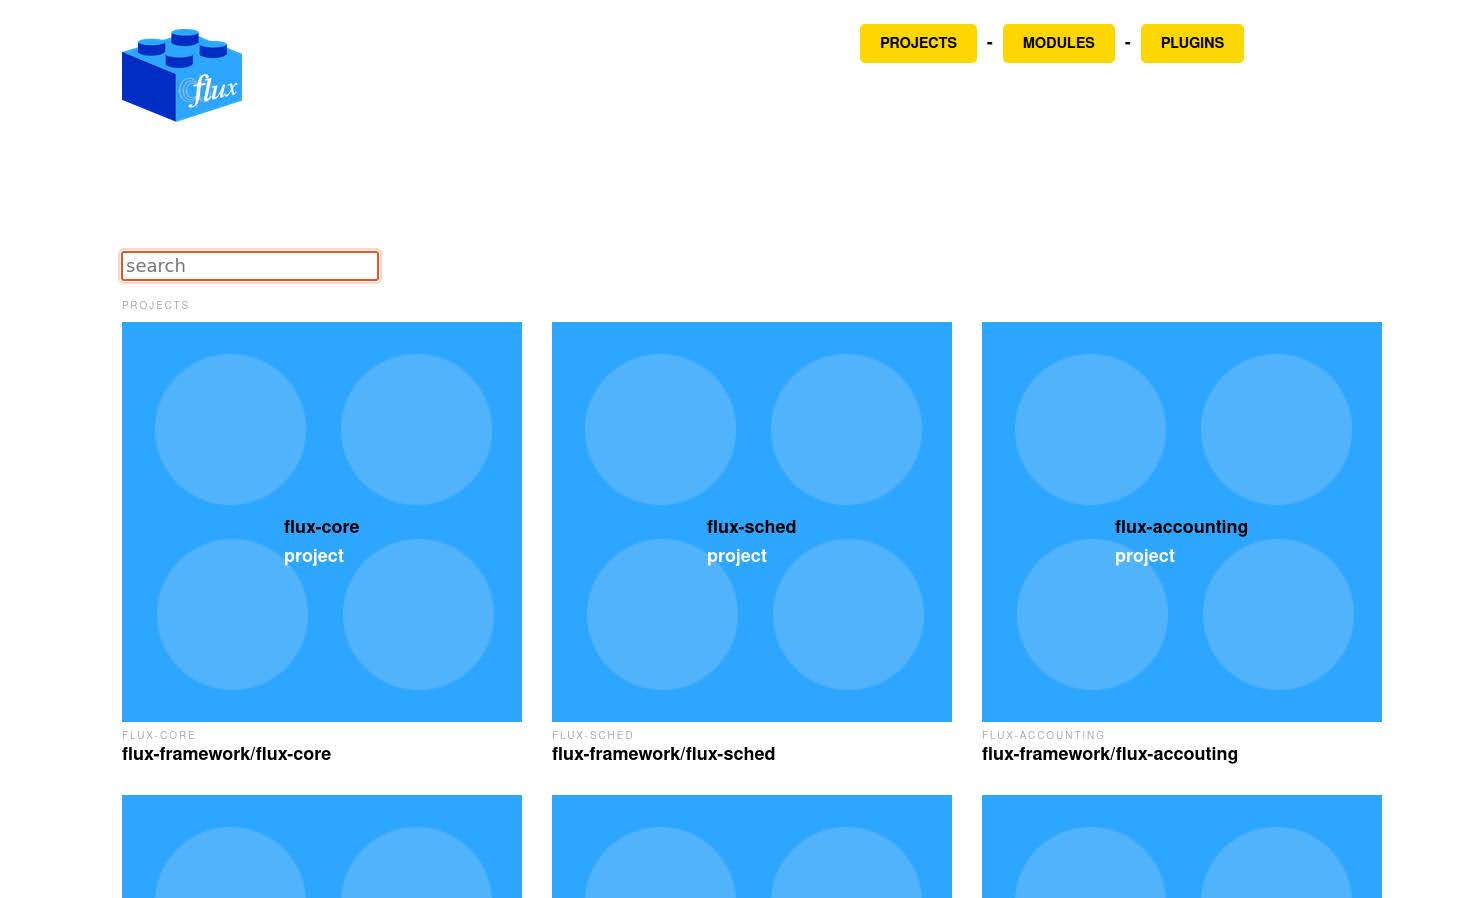 flux
PROJECTS - MODULES - PLUGINS
search
PROJECTS
flux-core
project
flux-sched
project
flux-accounting
project
FLUX-CORE
flux-framework/flux-core
FLUX-SCHED
flux-framework/flux-sched
FLUX-ACCOUNTING
flux-framework/flux-accouting